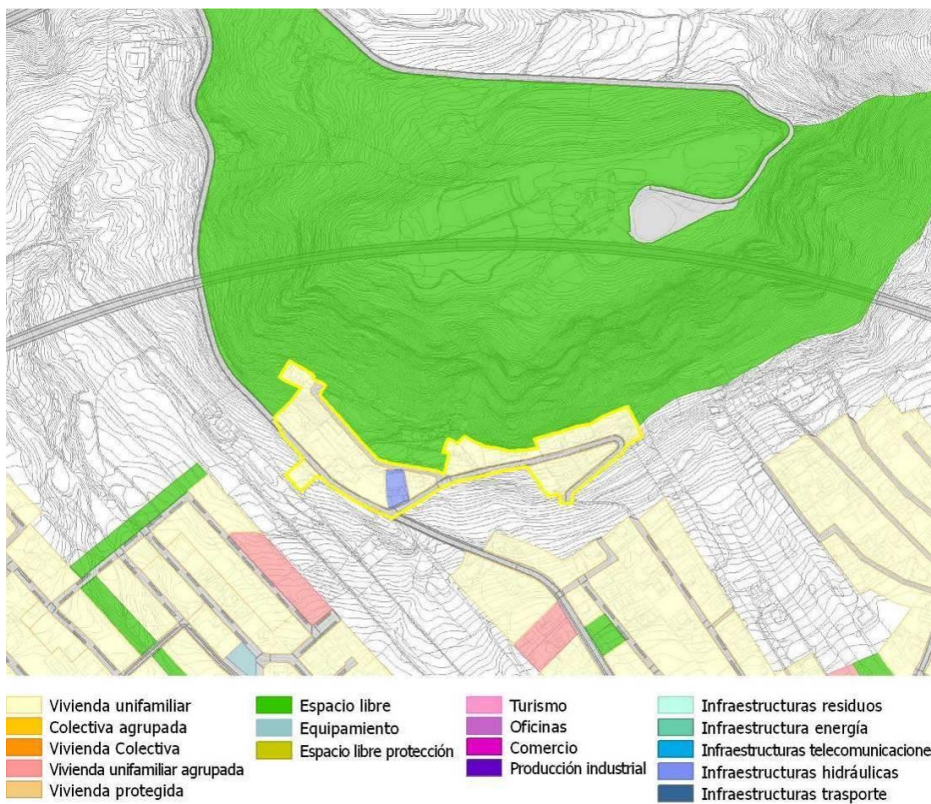 Vivienda unifamiliar
Colectiva agrupada
Vivienda Colectiva
Vivienda unifamiliar agrupada
Vivienda protegida
Espacio libre
Equipamiento
Espacio libre protección
Turismo
Oficinas
Comercio
Producción industrial
Infraestructuras residuos
Infraestructura energía
Infraestructuras telecomunicacione
Infraestructuras hidráulicas
Infraestructuras trasporte